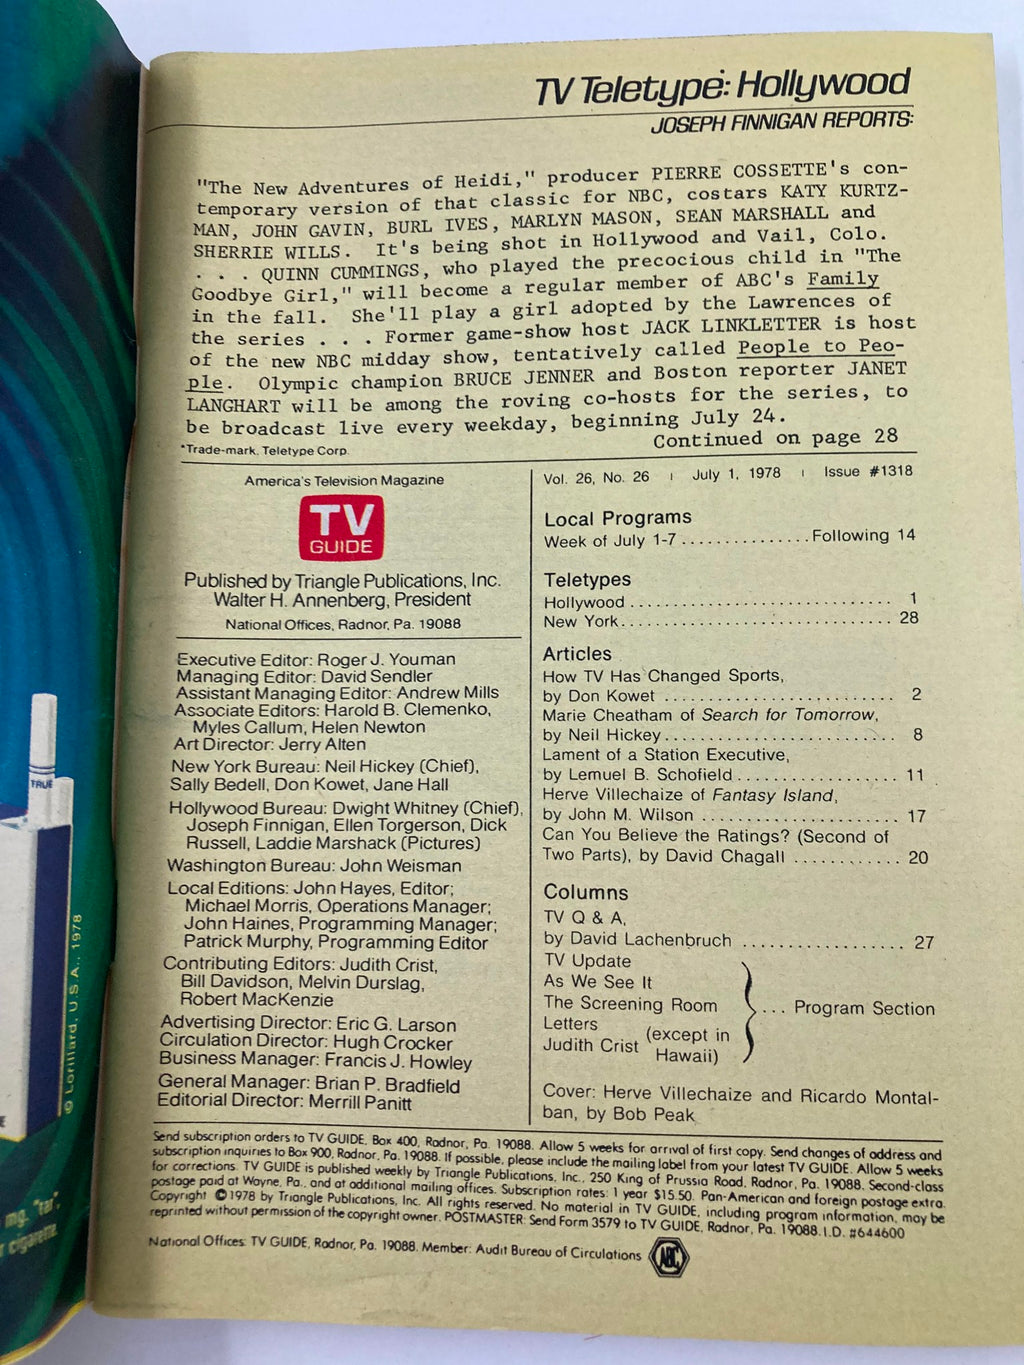 TV Teletype*: Hollywood
JOSEPH FINNIGAN REPORTS:
"The New Adventures of Heidi," producer PIERRE COSSETTE's con-
temporary version of that classic for NBC, costars KATY KURTZ-
MAN, JOHN GAVIN, BURL IVES, MARLYN MASON, SEAN MARSHALL and
SHERRIE WILLS. It's being shot in Hollywood and Vail, Colo.
. . . QUINN CUMMINGS, who played the precocious child in "The
Goodbye Girl," will become a regular member of ABC's Family
in the fall. She'll play a girl adopted by the Lawrences of
the series . . . Former game-show host JACK LINKLETTER is host
of the new NBC midday show, tentatively called People to Peo-
ple. Olympic champion BRUCE JENNER and Boston reporter JANET
LANGHART will be among the roving co-hosts for the series, to
be broadcast live every weekday, beginning July 24.
Continued on page 28
*Trade-mark, Teletype Corp.
America's Television Magazine
TV
GUIDE
Published by Triangle Publications, Inc.
Walter H. Annenberg, President
National Offices, Radnor, Pa. 19088
Executive Editor: Roger J. Youman
Managing Editor: David Sendler
Assistant Managing Editor: Andrew Mills
Associate Editors: Harold B. Clemenko,
Myles Callum, Helen Newton
Art Director: Jerry Alten
New York Bureau: Neil Hickey (Chief),
Sally Bedell, Don Kowet, Jane Hall
Hollywood Bureau: Dwight Whitney (Chief),
Joseph Finnigan, Ellen Torgerson, Dick
Russell, Laddie Marshack (Pictures)
Washington Bureau: John Weisman
Local Editions: John Hayes, Editor;
Michael Morris, Operations Manager;
John Haines, Programming Manager;
Patrick Murphy, Programming Editor
Contributing Editors: Judith Crist,
Bill Davidson, Melvin Durslag,
Robert MacKenzie
Advertising Director: Eric G. Larson
Circulation Director: Hugh Crocker
Business Manager: Francis J. Howley
General Manager: Brian P. Bradfield
Editorial Director: Merrill Panitt
Vol. 26, No. 26 | July 1, 1978 | Issue #1318
Local Programs
Week of July 1-7 ............... Following 14
Teletypes
Hollywood ............................... 1
New York ............................... 28
Articles
How TV Has Changed Sports,
by Don Kowet .......................... 2
Marie Cheatham of Search for Tomorrow,
by Neil Hickey .......................... 8
Lament of a Station Executive,
by Lemuel B. Schofield .................. 11
Herve Villechaize of Fantasy Island,
by John M. Wilson ...................... 17
Can You Believe the Ratings? (Second of
Two Parts), by David Chagall ............ 20
Columns
TV Q & A,
by David Lachenbruch ................... 27
TV Update
As We See It
The Screening Room
Letters
Judith Crist (except in Hawaii)
... Program Section
Cover: Herve Villechaize and Ricardo Montal-
ban, by Bob Peak
Send subscription orders to TV GUIDE, Box 400, Radnor, Pa. 19088. Allow 5 weeks for arrival of first copy. Send changes of address and
subscription inquiries to Box 900, Radnor, Pa. 19088. If possible, please include the mailing label from your latest TV GUIDE. Allow 5 weeks
for corrections. TV GUIDE is published weekly by Triangle Publications, Inc., 250 King of Prussia Road, Radnor, Pa. 19088. Second-class
postage paid at Wayne, Pa., and at additional mailing offices. Subscription rates: 1 year $15.50. Pan-American and foreign postage extra.
Copyright ©1978 by Triangle Publications, Inc. All rights reserved. No material in TV GUIDE, including program information, may be
reprinted without permission of the copyright owner. POSTMASTER: Send Form 3579 to TV GUIDE, Radnor, Pa. 19088. I.D. #644600
National Offices: TV GUIDE, Radnor, Pa. 19088. Member: Audit Bureau of Circulations
ABC
TRUE
© Lorillard, U.S.A., 1978
mg. "tar",
cigarette